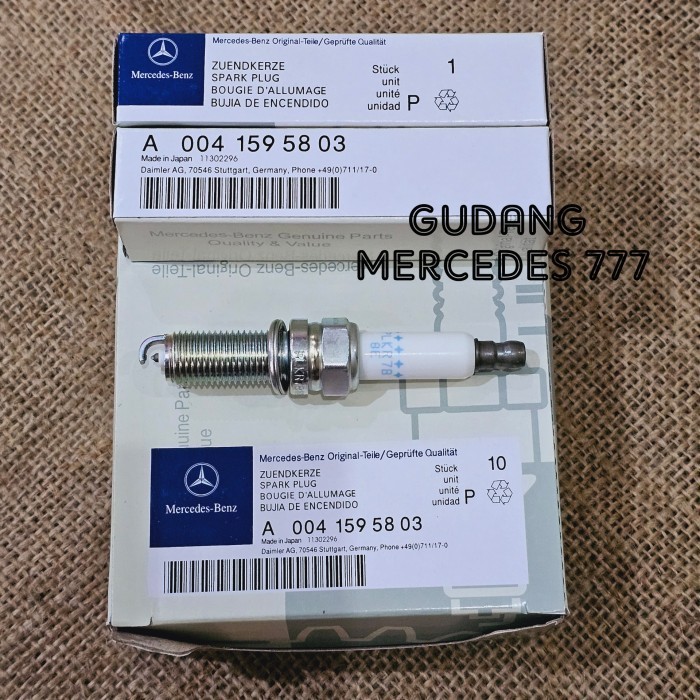 Mercedes-Benz Original-Teile/Geprüfte Qualität
Mercedes-Benz
ZUENDKERZE
SPARK PLUG
BOUGIE D'ALLUMAGE
BUJIA DE ENCENDIDO
Stück
unit
unité
unidad P
1
A 004 159 58 03
Made in Japan 11302296
Daimler AG, 70546 Stuttgart, Germany, Phone +49(0)711/17-0
Mercedes-Benz Genuine Parts
Quality & Value
Mercedes-Benz Original-Teile
GUDANG
MERCEDES 777
Mercedes-Benz Original-Teile/Geprüfte Qualität
Mercedes-Benz
ZUENDKERZE
SPARK PLUG
BOUGIE D'ALLUMAGE
BUJIA DE ENCENDIDO
Stück
unit
unité
unidad P
10
A 004 159 58 03
Made in Japan 11302296
Daimler AG, 70546 Stuttgart, Germany, Phone +49(0)711/17-0